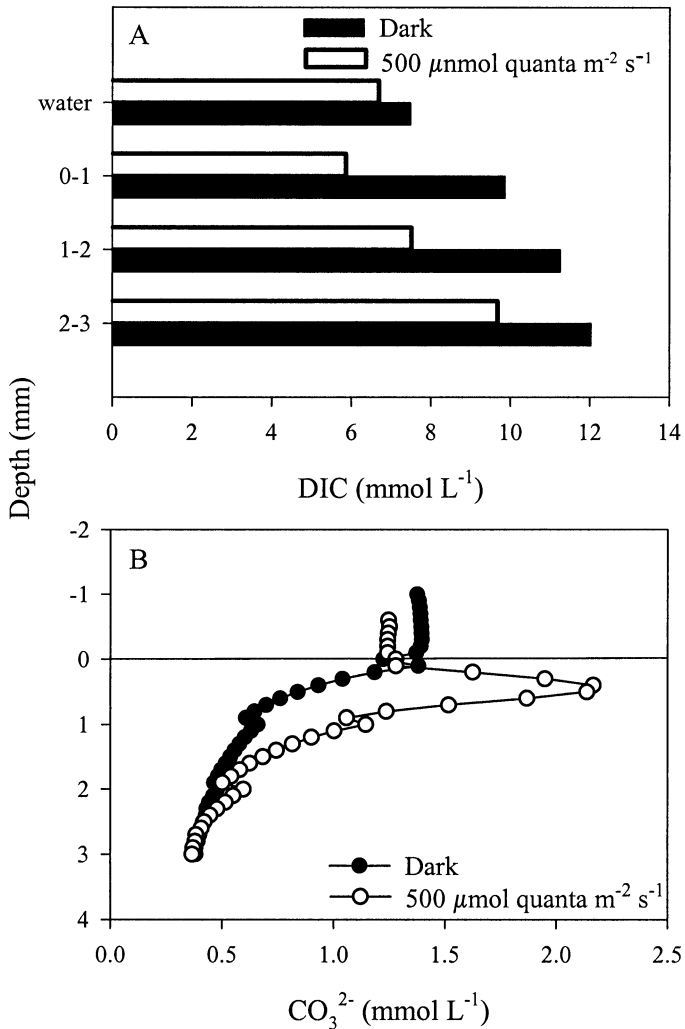 A
Dark
500 µnmol quanta m⁻² s⁻¹
water
0-1
1-2
2-3
0 2 4 6 8 10 12 14
DIC (mmol L⁻¹)
Depth (mm)
B
-2
-1
0
1
2
3
4
Dark
500 µmol quanta m⁻² s⁻¹
0.0 0.5 1.0 1.5 2.0 2.5
CO₃²⁻ (mmol L⁻¹)